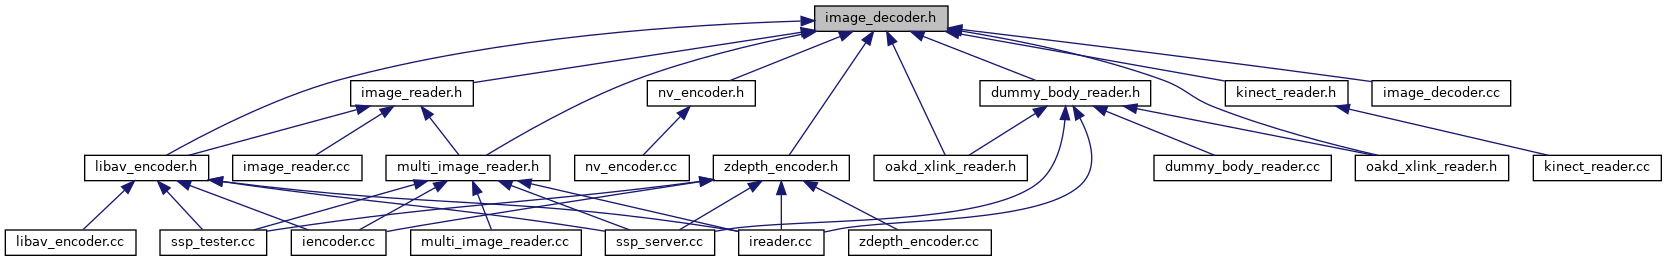 image_decoder.h
image_reader.h
nv_encoder.h
dummy_body_reader.h
kinect_reader.h
image_decoder.cc
libav_encoder.h
image_reader.cc
multi_image_reader.h
nv_encoder.cc
zdepth_encoder.h
oakd_xlink_reader.h
dummy_body_reader.cc
oakd_xlink_reader.h
kinect_reader.cc
libav_encoder.cc
ssp_tester.cc
iencoder.cc
multi_image_reader.cc
ssp_server.cc
ireader.cc
zdepth_encoder.cc